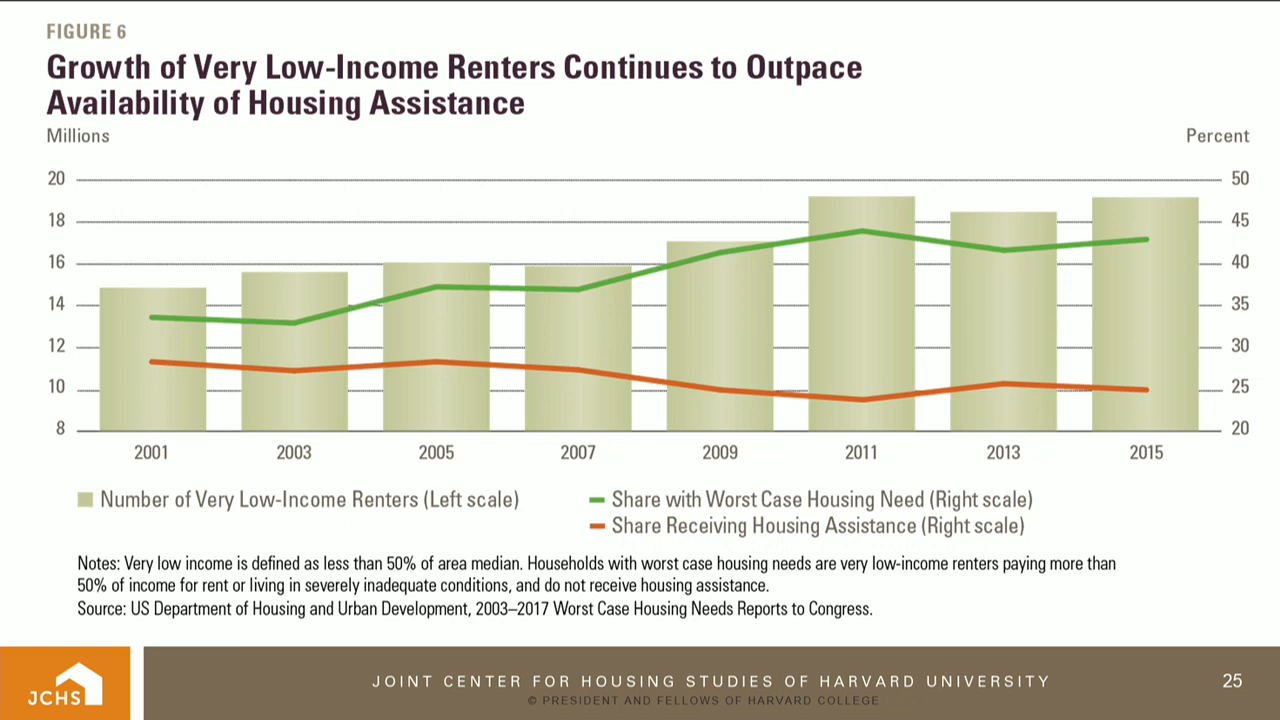 FIGURE 6
Growth of Very Low-Income Renters Continues to Outpace
Availability of Housing Assistance
Millions
Percent
20
50
18
45
16
40
14
35
12
30
10
25
8
20
2001 2003 2005 2007 2009 2011 2013 2015
Number of Very Low-Income Renters (Left scale)
Share with Worst Case Housing Need (Right scale)
Share Receiving Housing Assistance (Right scale)
Notes: Very low income is defined as less than 50% of area median. Households with worst case housing needs are very low-income renters paying more than
50% of income for rent or living in severely inadequate conditions, and do not receive housing assistance.
Source: US Department of Housing and Urban Development, 2003–2017 Worst Case Housing Needs Reports to Congress.
JCHS
JOINT CENTER FOR HOUSING STUDIES OF HARVARD UNIVERSITY
© PRESIDENT AND FELLOWS OF HARVARD COLLEGE
25